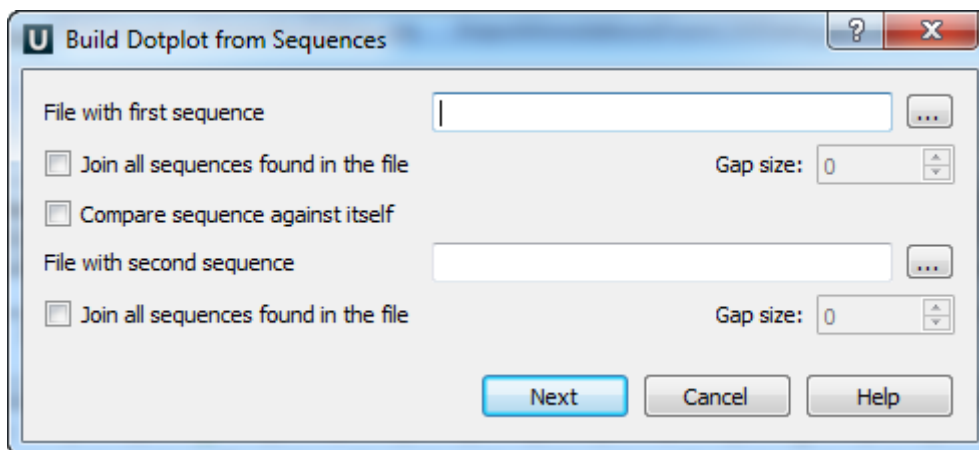 U Build Dotplot from Sequences ? X
File with first sequence ...
Join all sequences found in the file Gap size: 0
Compare sequence against itself
File with second sequence ...
Join all sequences found in the file Gap size: 0
Next Cancel Help